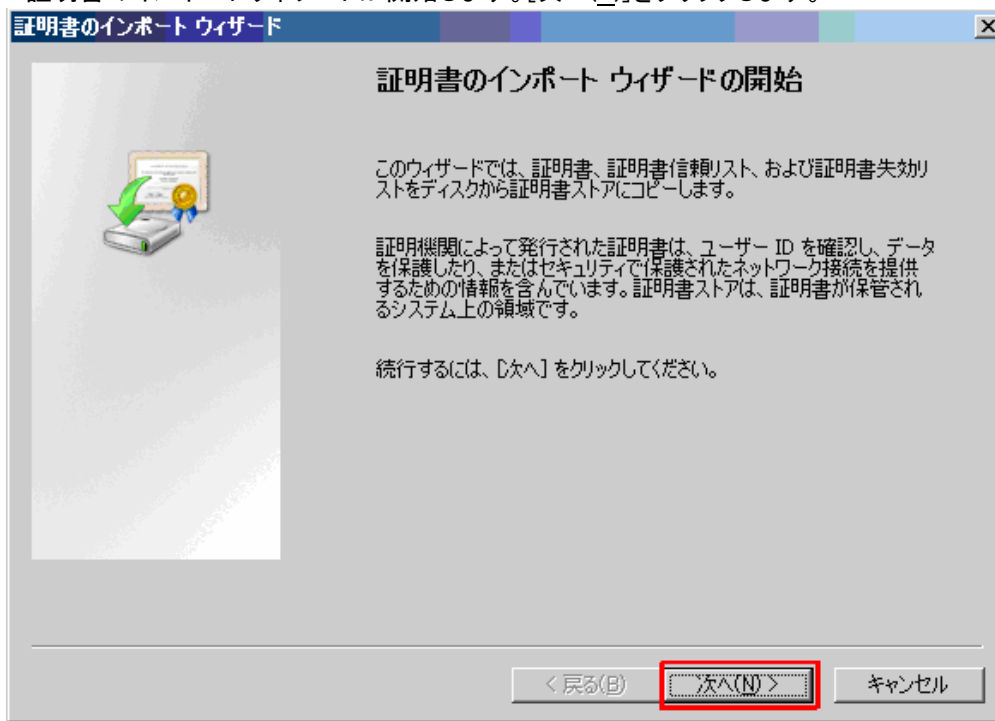 証明書のインポート ウィザード
証明書のインポート ウィザードの開始
このウィザードでは、証明書、証明書信頼リスト、および証明書失効リ
ストをディスクから証明書ストアにコピーします。
証明機関によって発行された証明書は、ユーザー ID を確認し、データ
を保護したり、またはセキュリティで保護されたネットワーク接続を提供
するための情報を含んでいます。証明書ストアは、証明書が保管され
るシステム上の領域です。
続行するには、[次へ] をクリックしてください。
< 戻る(B) 次へ(N) > キャンセル